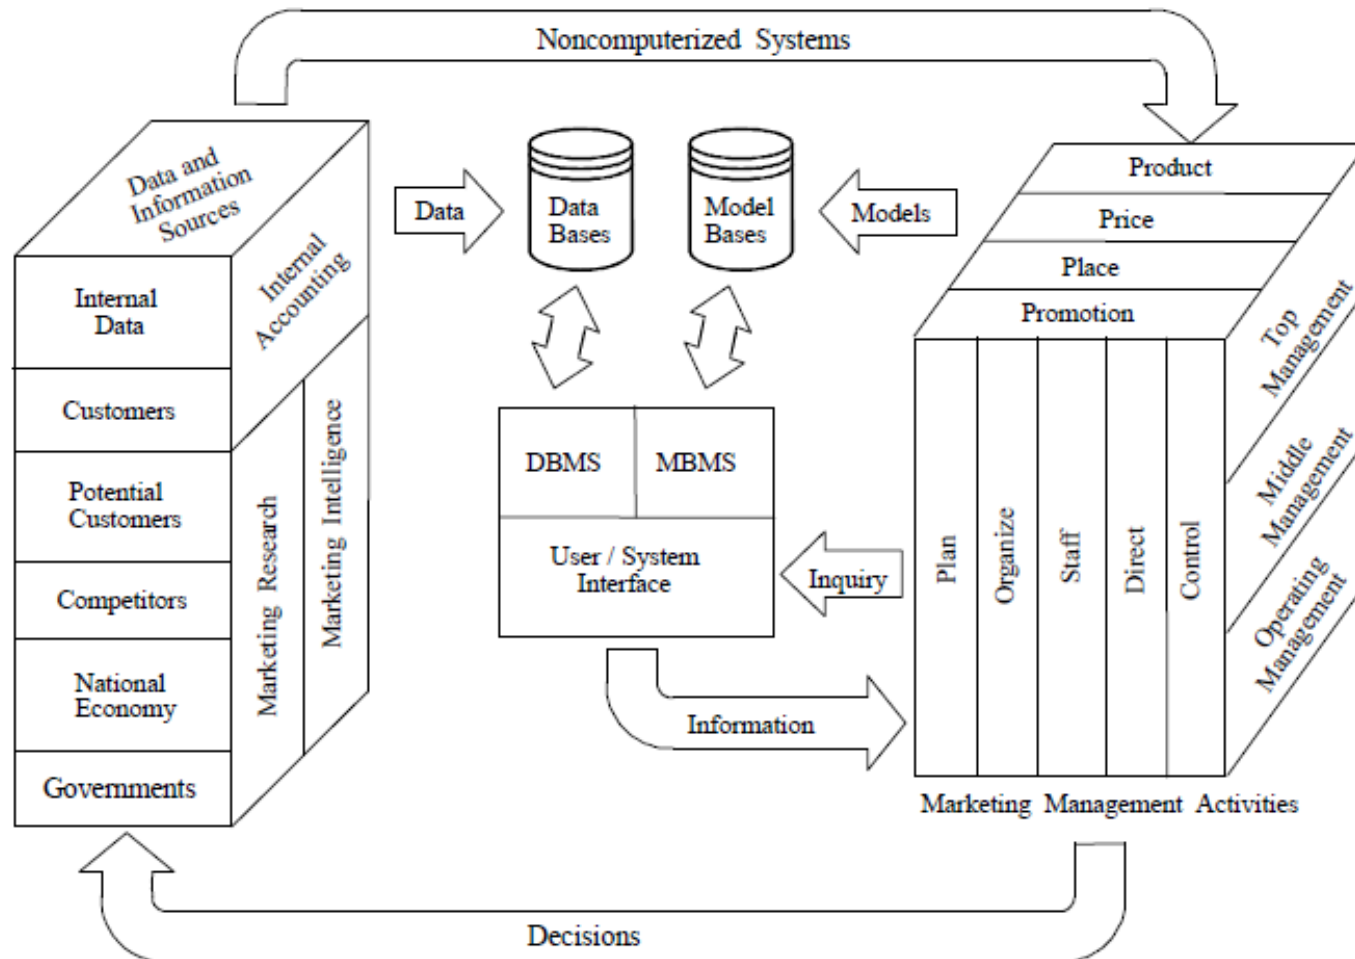 Noncomputerized Systems
Data and
Information
Sources
Internal
Accounting
Internal
Data
Customers
Potential
Customers
Competitors
National
Economy
Governments
Marketing Research
Marketing Intelligence
Data
Data
Bases
Model
Bases
Models
DBMS
MBMS
User / System
Interface
Inquiry
Information
Product
Price
Place
Promotion
Plan
Organize
Staff
Direct
Control
Top
Management
Middle
Management
Operating
Management
Marketing Management Activities
Decisions